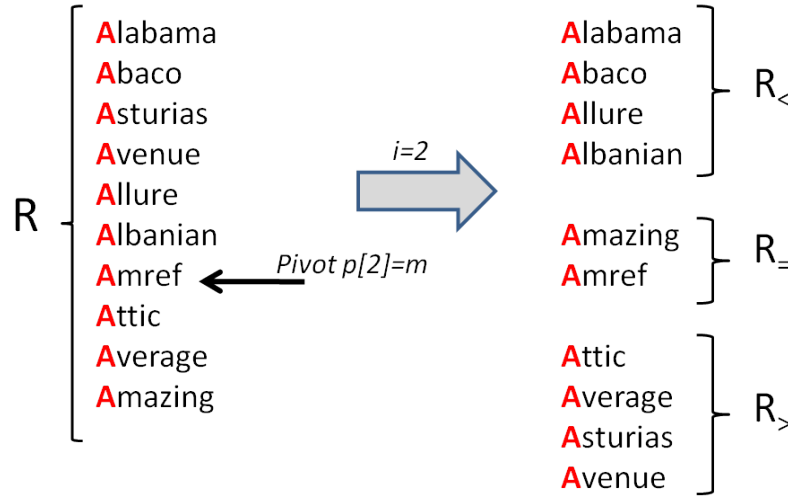 R
Alabama
Abaco
Asturias
Avenue
Allure
Albanian
Amref
Attic
Average
Amazing
Pivot p[2]=m
i=2
Alabama
Abaco
Allure
Albanian
R<
Amazing
Amref
R=
Attic
Average
Asturias
Avenue
R>